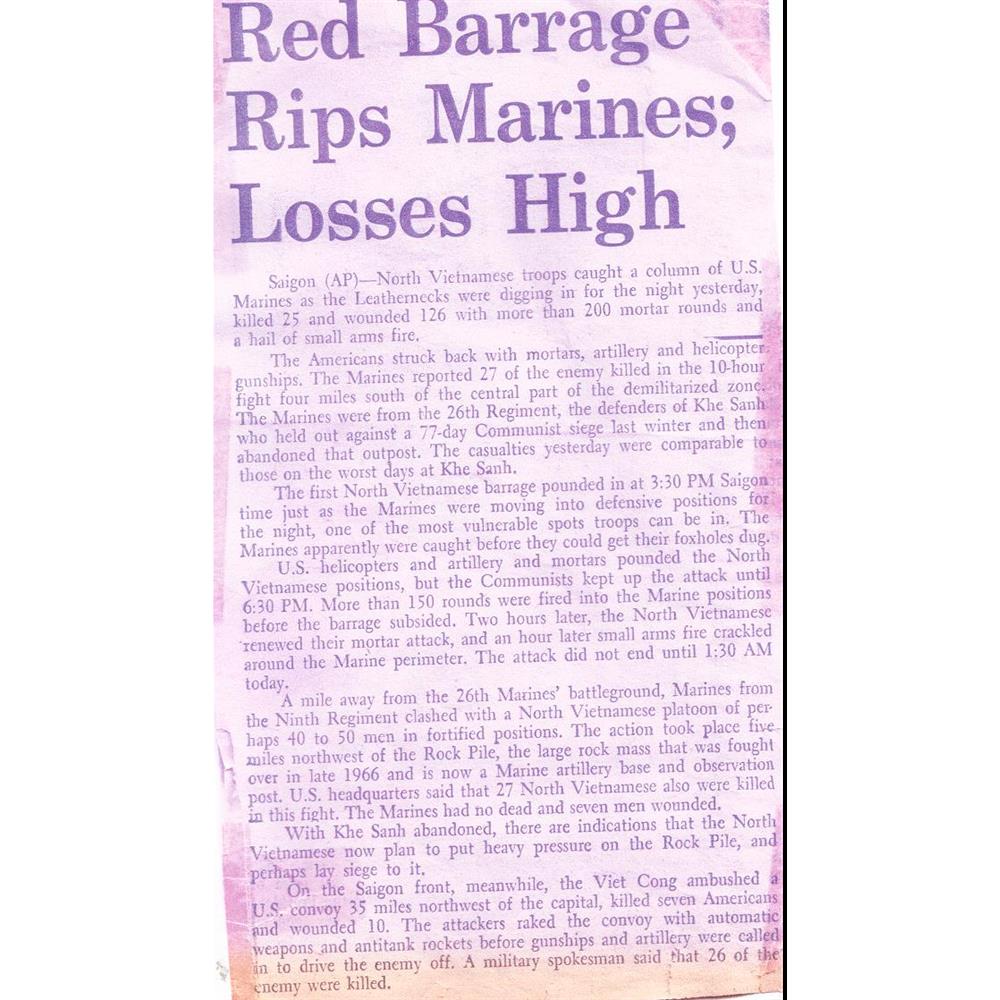 Red Barrage
Rips Marines;
Losses High
Saigon (AP)—North Vietnamese troops caught a column of U.S.
Marines as the Leathernecks were digging in for the night yesterday,
killed 25 and wounded 126 with more than 200 mortar rounds and
a hail of small arms fire.
The Americans struck back with mortars, artillery and helicopter
gunships. The Marines reported 27 of the enemy killed in the 10-hour
fight four miles south of the central part of the demilitarized zone.
The Marines were from the 26th Regiment, the defenders of Khe Sanh
who held out against a 77-day Communist siege last winter and then
abandoned that outpost. The casualties yesterday were comparable to
those on the worst days at Khe Sanh.
The first North Vietnamese barrage pounded in at 3:30 PM Saigon
time just as the Marines were moving into defensive positions for
the night, one of the most vulnerable spots troops can be in. The
Marines apparently were caught before they could get their foxholes dug.
U.S. helicopters and artillery and mortars pounded the North
Vietnamese positions, but the Communists kept up the attack until
6:30 PM. More than 150 rounds were fired into the Marine positions
before the barrage subsided. Two hours later, the North Vietnamese
renewed their mortar attack, and an hour later small arms fire crackled
around the Marine perimeter. The attack did not end until 1:30 AM
today.
A mile away from the 26th Marines' battleground, Marines from
the Ninth Regiment clashed with a North Vietnamese platoon of per-
haps 40 to 50 men in fortified positions. The action took place five
miles northwest of the Rock Pile, the large rock mass that was fought
over in late 1966 and is now a Marine artillery base and observation
post. U.S. headquarters said that 27 North Vietnamese also were killed
in this fight. The Marines had no dead and seven men wounded.
With Khe Sanh abandoned, there are indications that the North
Vietnamese now plan to put heavy pressure on the Rock Pile, and
perhaps lay siege to it.
On the Saigon front, meanwhile, the Viet Cong ambushed a
U.S. convoy 35 miles northwest of the capital, killed seven Americans
and wounded 10. The attackers raked the convoy with automatic
weapons and antitank rockets before gunships and artillery were called
in to drive the enemy off. A military spokesman said that 26 of the
enemy were killed.